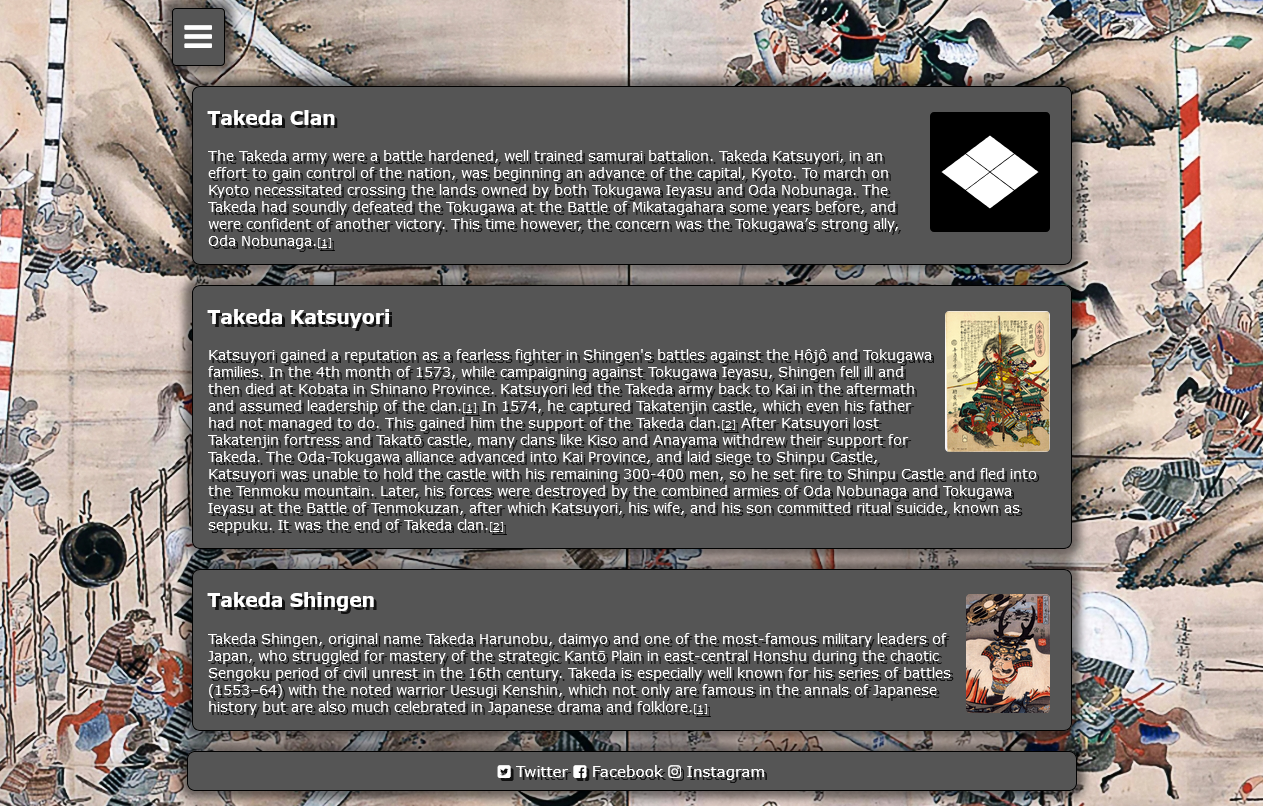 Takeda Clan
The Takeda army were a battle hardened, well trained samurai battalion. Takeda Katsuyori, in an
effort to gain control of the nation, was beginning an advance of the capital, Kyoto. To march on
Kyoto necessitated crossing the lands owned by both Tokugawa Ieyasu and Oda Nobunaga. The
Takeda had soundly defeated the Tokugawa at the Battle of Mikatagahara some years before, and
were confident of another victory. This time however, the concern was the Tokugawa’s strong ally,
Oda Nobunaga.[1]
Takeda Katsuyori
Katsuyori gained a reputation as a fearless fighter in Shingen's battles against the Hôjô and Tokugawa
families. In the 4th month of 1573, while campaigning against Tokugawa Ieyasu, Shingen fell ill and
then died at Kobata in Shinano Province. Katsuyori led the Takeda army back to Kai in the aftermath
and assumed leadership of the clan.[1] In 1574, he captured Takatenjin castle, which even his father
had not managed to do. This gained him the support of the Takeda clan.[2] After Katsuyori lost
Takatenjin fortress and Takatō castle, many clans like Kiso and Anayama withdrew their support for
Takeda. The Oda-Tokugawa alliance advanced into Kai Province, and laid siege to Shinpu Castle,
Katsuyori was unable to hold the castle with his remaining 300-400 men, so he set fire to Shinpu Castle and fled into
the Tenmoku mountain. Later, his forces were destroyed by the combined armies of Oda Nobunaga and Tokugawa
Ieyasu at the Battle of Tenmokuzan, after which Katsuyori, his wife, and his son committed ritual suicide, known as
seppuku. It was the end of Takeda clan.[2]
Takeda Shingen
Takeda Shingen, original name Takeda Harunobu, daimyo and one of the most-famous military leaders of
Japan, who struggled for mastery of the strategic Kantō Plain in east-central Honshu during the chaotic
Sengoku period of civil unrest in the 16th century. Takeda is especially well known for his series of battles
(1553–64) with the noted warrior Uesugi Kenshin, which not only are famous in the annals of Japanese
history but are also much celebrated in Japanese drama and folklore.[1]
Twitter Facebook Instagram